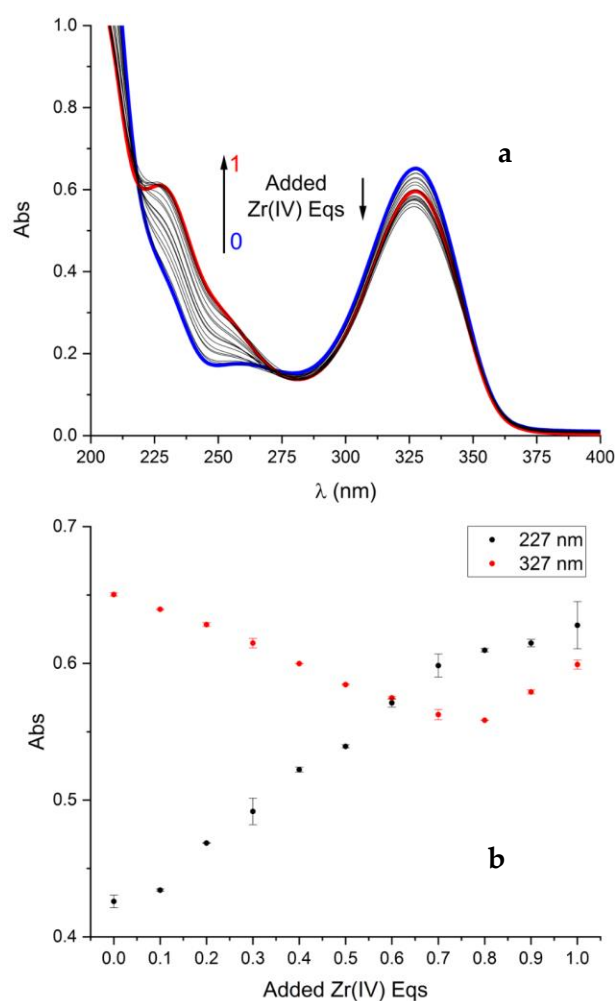 1.0
0.8
0.6
0.4
0.2
0.0
Abs
a
1
0
Added
Zr(IV) Eqs
200 225 250 275 300 325 350 375 400
λ (nm)
0.7
0.6
0.5
0.4
Abs
227 nm
327 nm
b
0.0 0.1 0.2 0.3 0.4 0.5 0.6 0.7 0.8 0.9 1.0
Added Zr(IV) Eqs